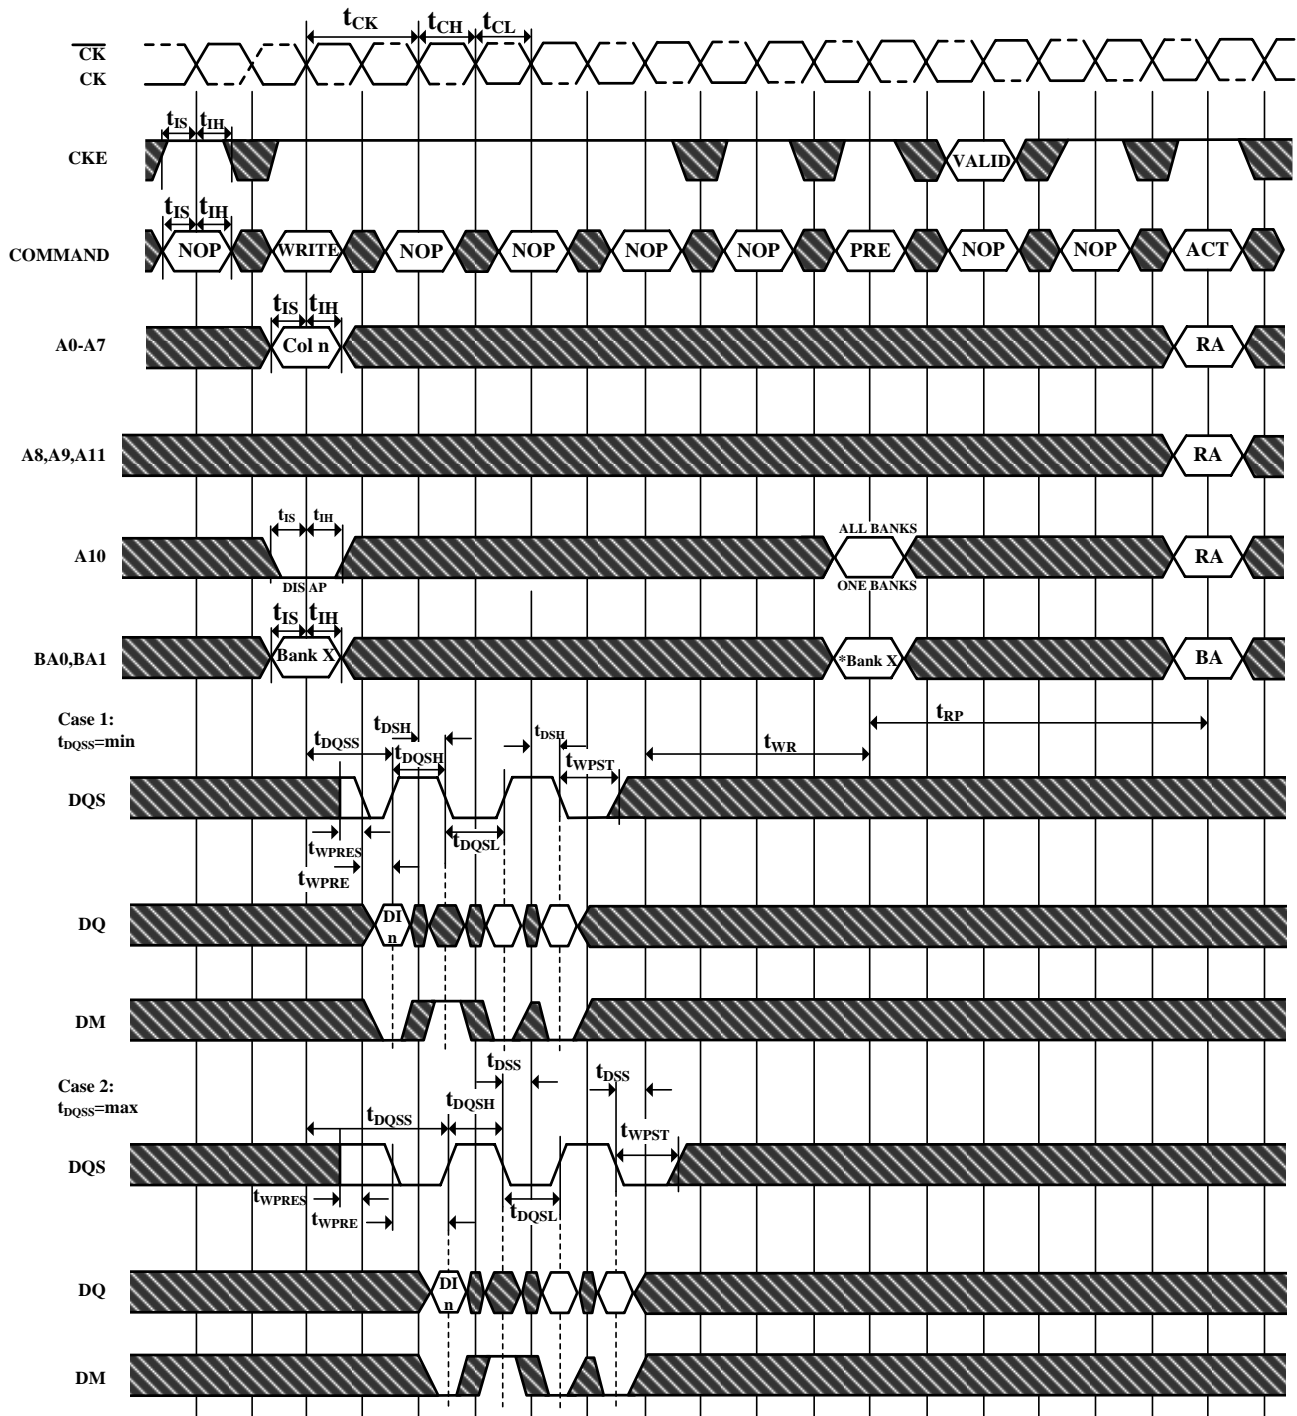 tCK tCH tCL
CK
CK
tIS tIH
CKE
VALID
tIS tIH
COMMAND NOP WRITE NOP NOP NOP NOP PRE NOP NOP ACT
tIS tIH
A0-A7 Col n RA
A8,A9,A11 RA
tIS tIH ALL BANKS
A10 RA
DIS AP ONE BANKS
tIS tIH
BA0,BA1 Bank X *Bank X BA
Case 1:
tDQSS=min
tDSH tDSH tRP
tDQSS tDQSH tWPST tWR
DQS
tWPRES tDQSL
tWPRE
DQ DI
n
DM
tDSS tDSS
Case 2:
tDQSS=max
tDQSS tDQSH tWPST
DQS
tWPRES tDQSL
tWPRE
DQ DI
n
DM